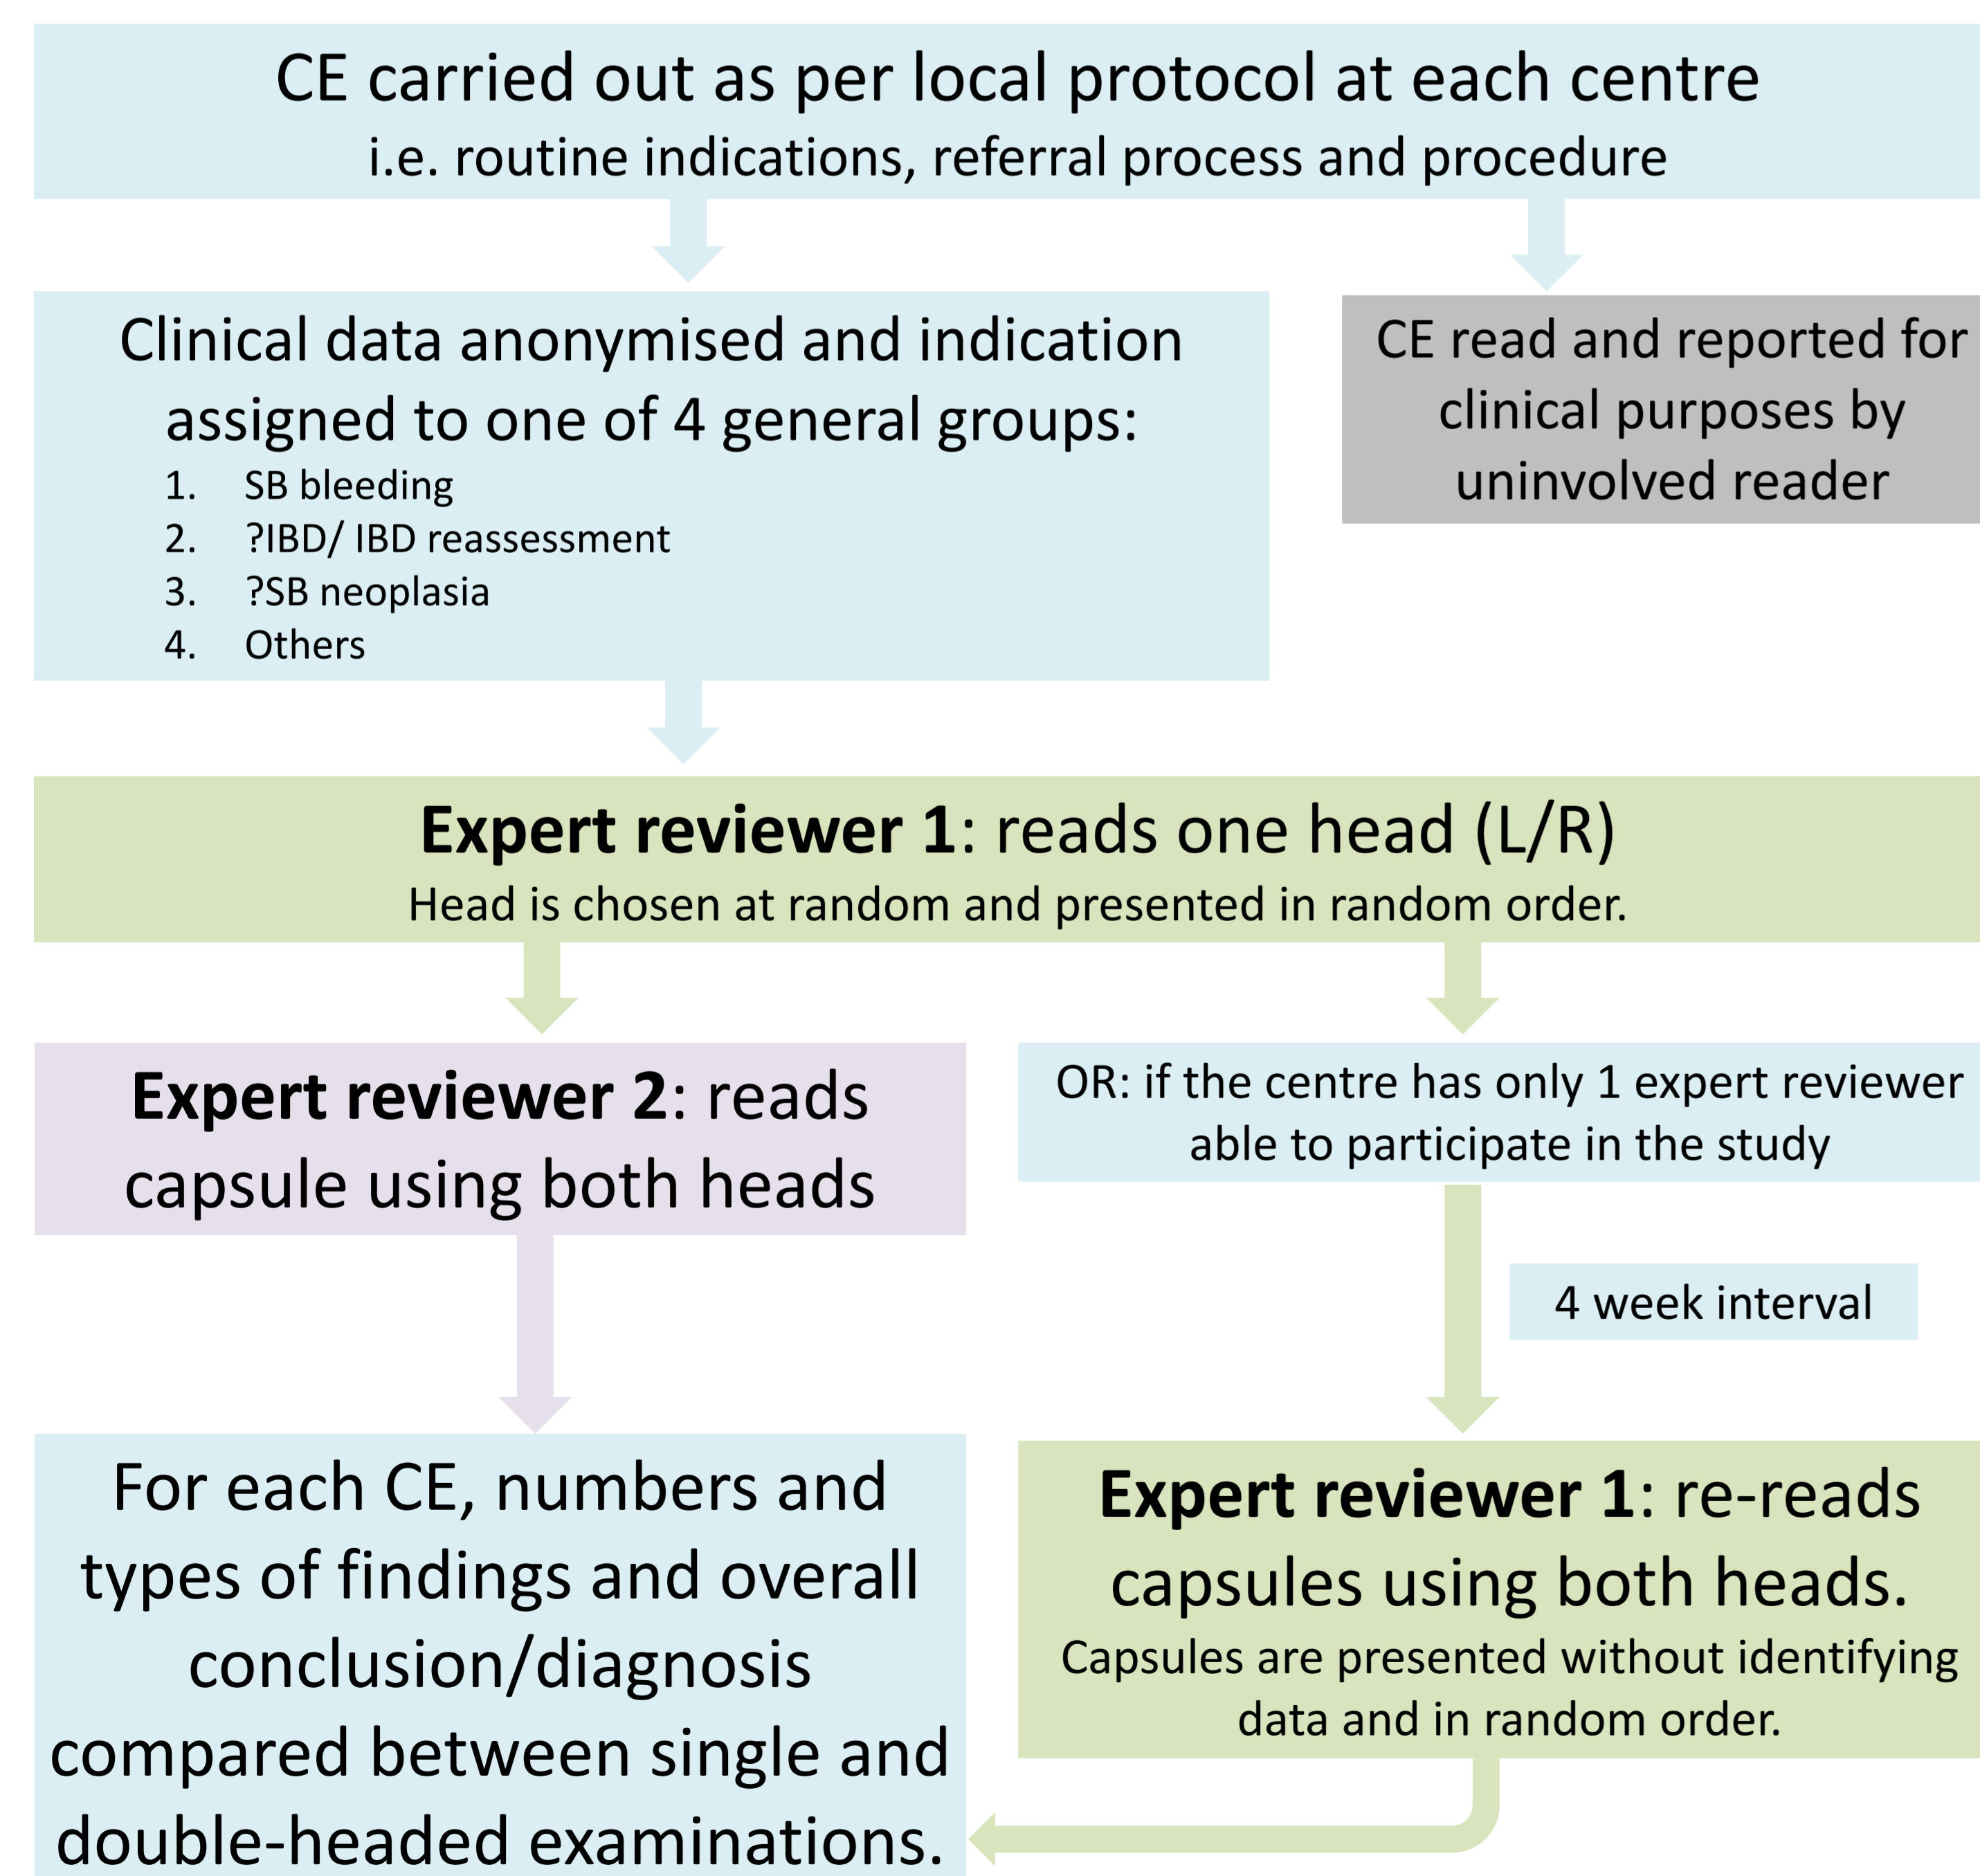 CE carried out as per local protocol at each centre
i.e. routine indications, referral process and procedure
Clinical data anonymised and indication
assigned to one of 4 general groups:
1. SB bleeding
2. ?IBD/ IBD reassessment
3. ?SB neoplasia
4. Others
CE read and reported for
clinical purposes by
uninvolved reader
Expert reviewer 1: reads one head (L/R)
Head is chosen at random and presented in random order.
Expert reviewer 2: reads
capsule using both heads
OR: if the centre has only 1 expert reviewer
able to participate in the study
4 week interval
For each CE, numbers and
types of findings and overall
conclusion/diagnosis
compared between single and
double-headed examinations.
Expert reviewer 1: re-reads
capsules using both heads.
Capsules are presented without identifying
data and in random order.